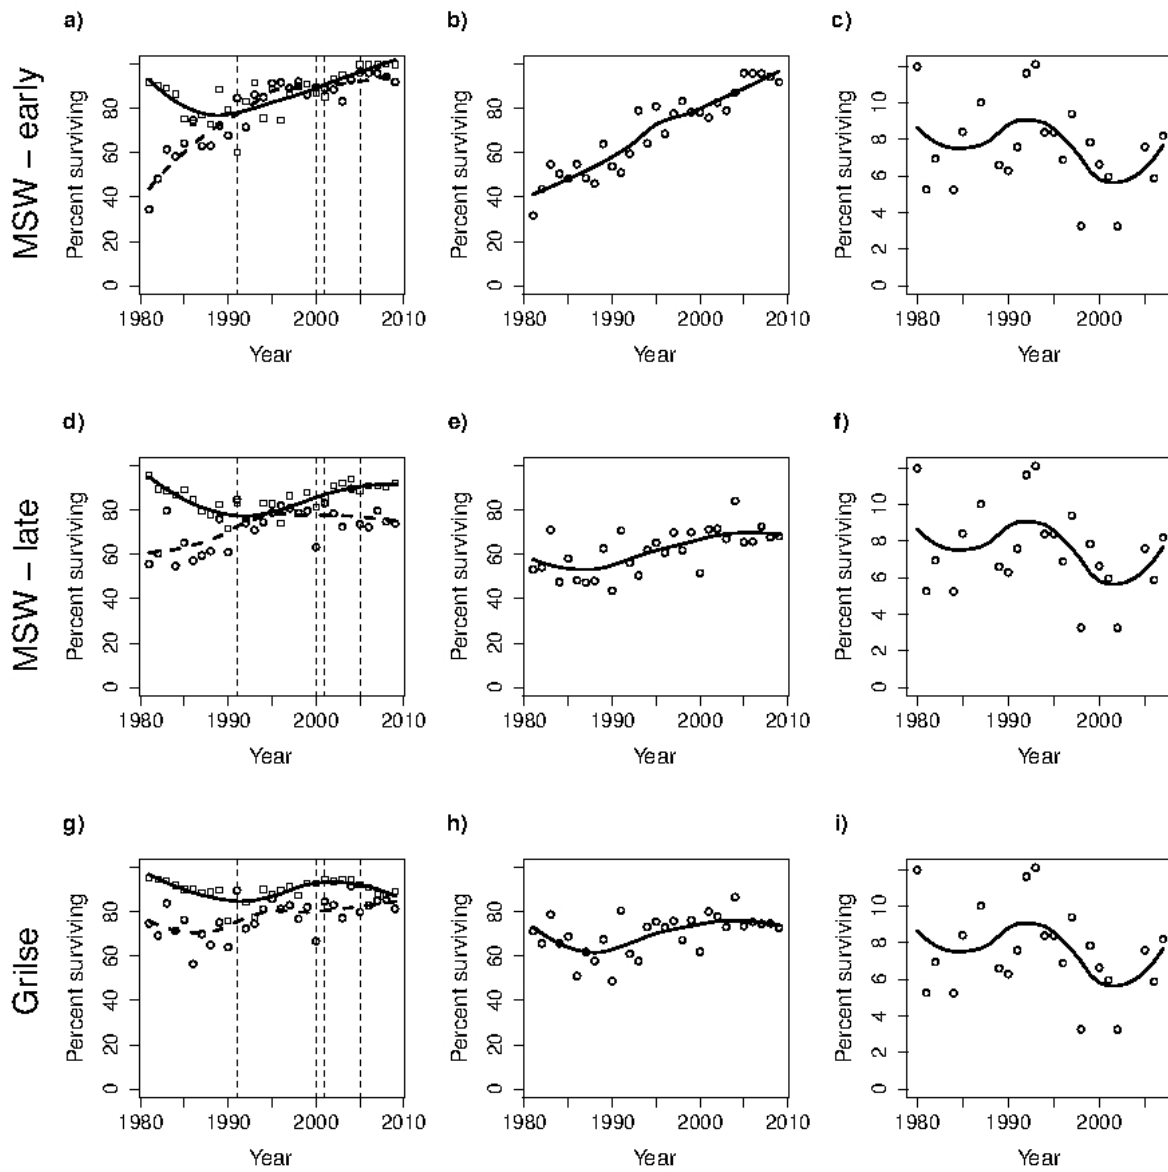 a) b) c)
MSW – early
Percent surviving
0 20 40 60 80
1980 1990 2000 2010
Year
Percent surviving
0 20 40 60 80
1980 1990 2000 2010
Year
Percent surviving
0 2 4 6 8 10
1980 1990 2000
Year
d) e) f)
MSW – late
Percent surviving
0 20 40 60 80
1980 1990 2000 2010
Year
Percent surviving
0 20 40 60 80
1980 1990 2000 2010
Year
Percent surviving
0 2 4 6 8 10
1980 1990 2000
Year
g) h) i)
Grilse
Percent surviving
0 20 40 60 80
1980 1990 2000 2010
Year
Percent surviving
0 20 40 60 80
1980 1990 2000 2010
Year
Percent surviving
0 2 4 6 8 10
1980 1990 2000
Year